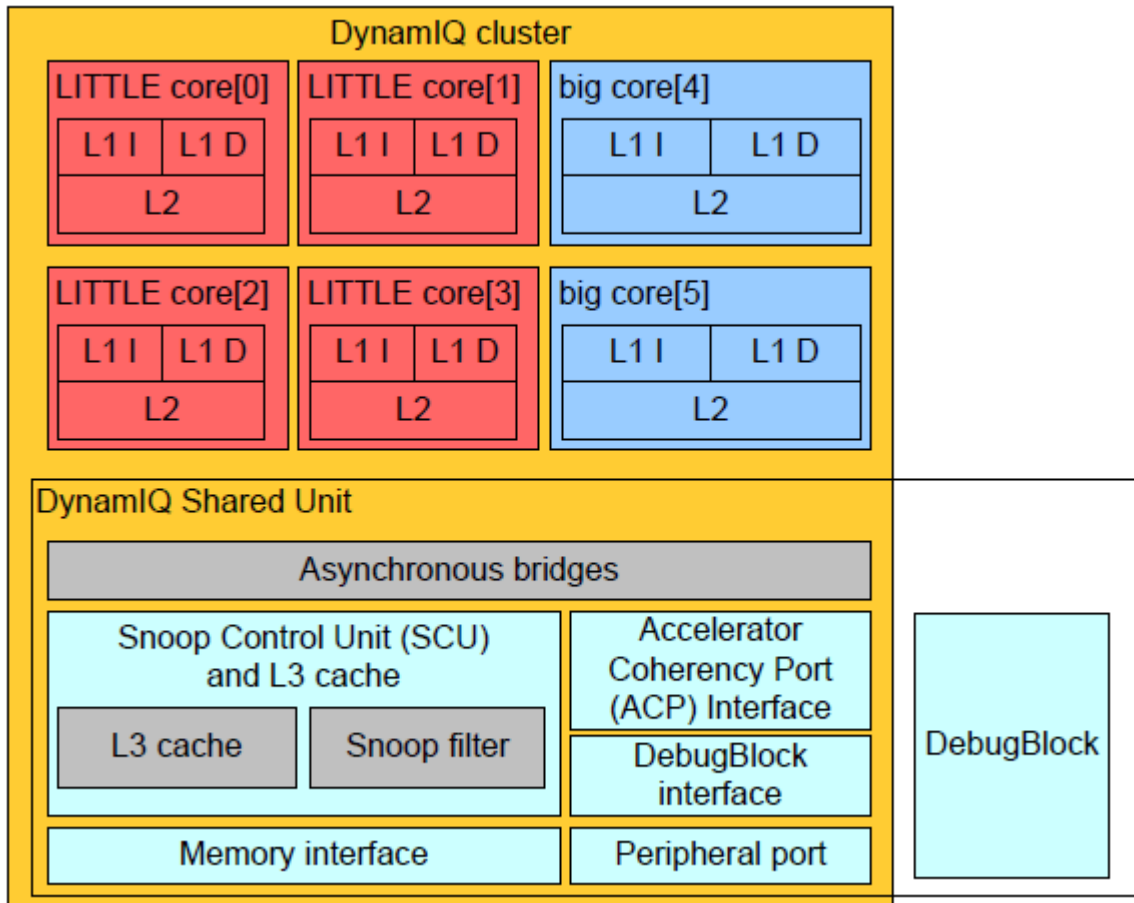 DynamIQ cluster
LITTLE core[0]
L1 I
L1 D
L2
LITTLE core[1]
L1 I
L1 D
L2
big core[4]
L1 I
L1 D
L2
LITTLE core[2]
L1 I
L1 D
L2
LITTLE core[3]
L1 I
L1 D
L2
big core[5]
L1 I
L1 D
L2
DynamIQ Shared Unit
Asynchronous bridges
Snoop Control Unit (SCU)
and L3 cache
L3 cache
Snoop filter
Accelerator
Coherency Port
(ACP) Interface
DebugBlock
interface
Memory interface
Peripheral port
DebugBlock